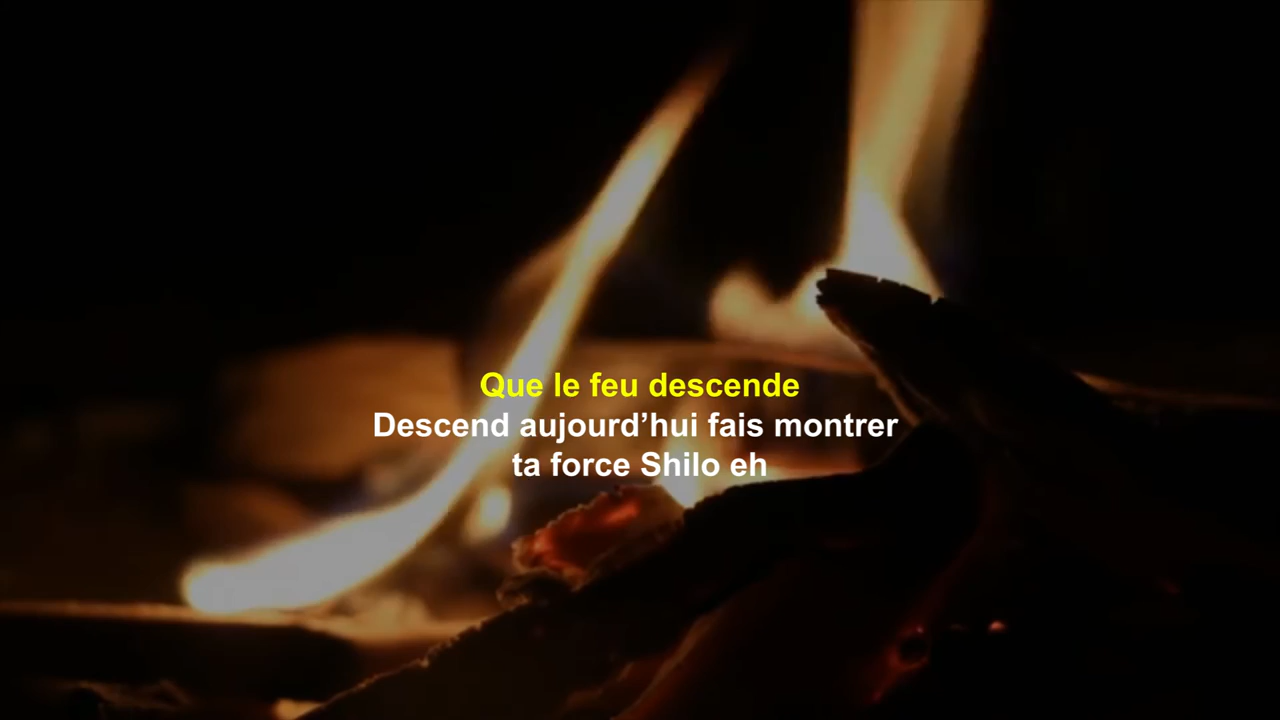 Que le feu descende
Descend aujourd’hui fais montrer
ta force Shilo eh